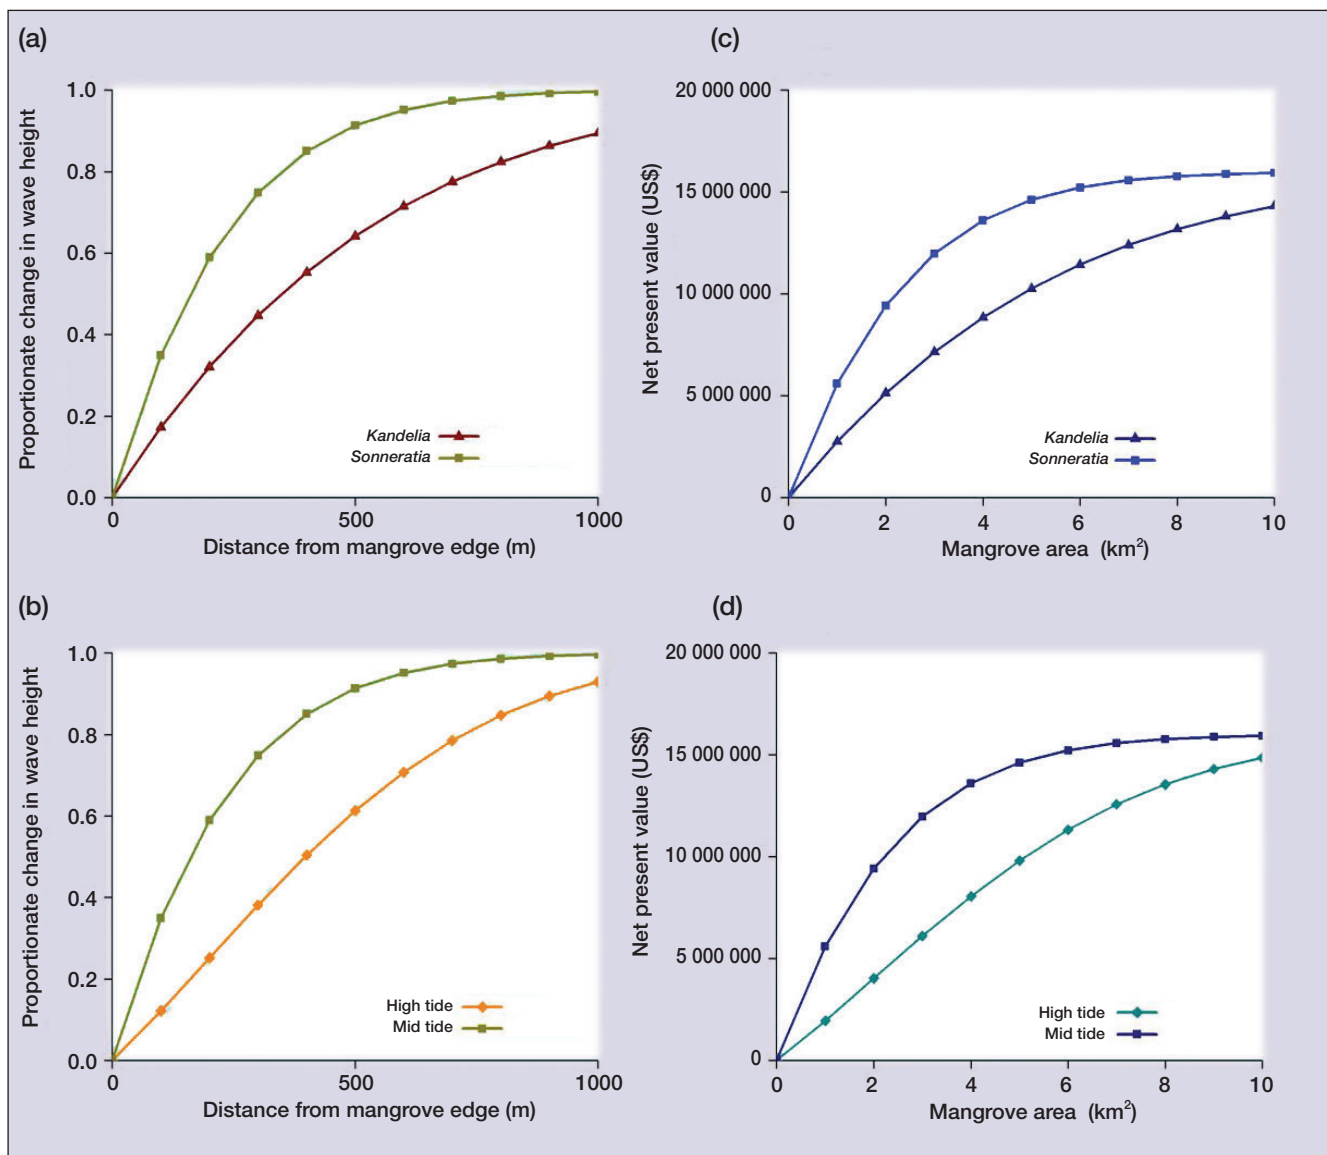 (a)
Proportionate change in wave height
1.0
0.8
0.6
0.4
0.2
0.0
Kandelia
Sonneratia
0
500
1000
Distance from mangrove edge (m)
(c)
Net present value (US$)
20 000 000
15 000 000
10 000 000
5 000 000
0
Kandelia
Sonneratia
0 2 4 6 8 10
Mangrove area (km²)
(b)
Proportionate change in wave height
1.0
0.8
0.6
0.4
0.2
0.0
High tide
Mid tide
0
500
1000
Distance from mangrove edge (m)
(d)
Net present value (US$)
20 000 000
15 000 000
10 000 000
5 000 000
0
High tide
Mid tide
0 2 4 6 8 10
Mangrove area (km²)